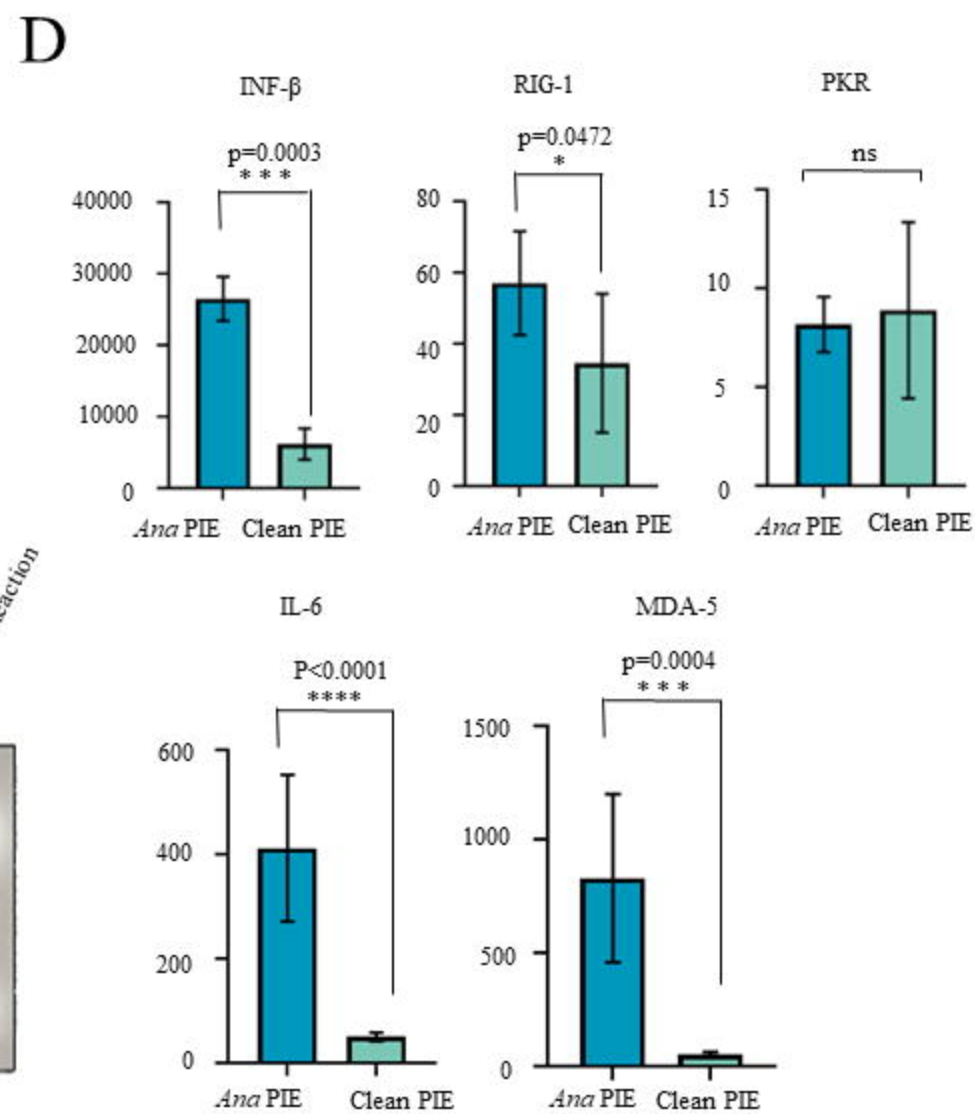 D
INF-β
p=0.0003
* * *
40000
30000
20000
10000
0
Ana PIE Clean PIE
RIG-1
p=0.0472
*
80
60
40
20
0
Ana PIE Clean PIE
PKR
ns
15
10
5
0
Ana PIE Clean PIE
IL-6
P<0.0001
****
600
400
200
0
Ana PIE Clean PIE
MDA-5
p=0.0004
* * *
1500
1000
500
0
Ana PIE Clean PIE